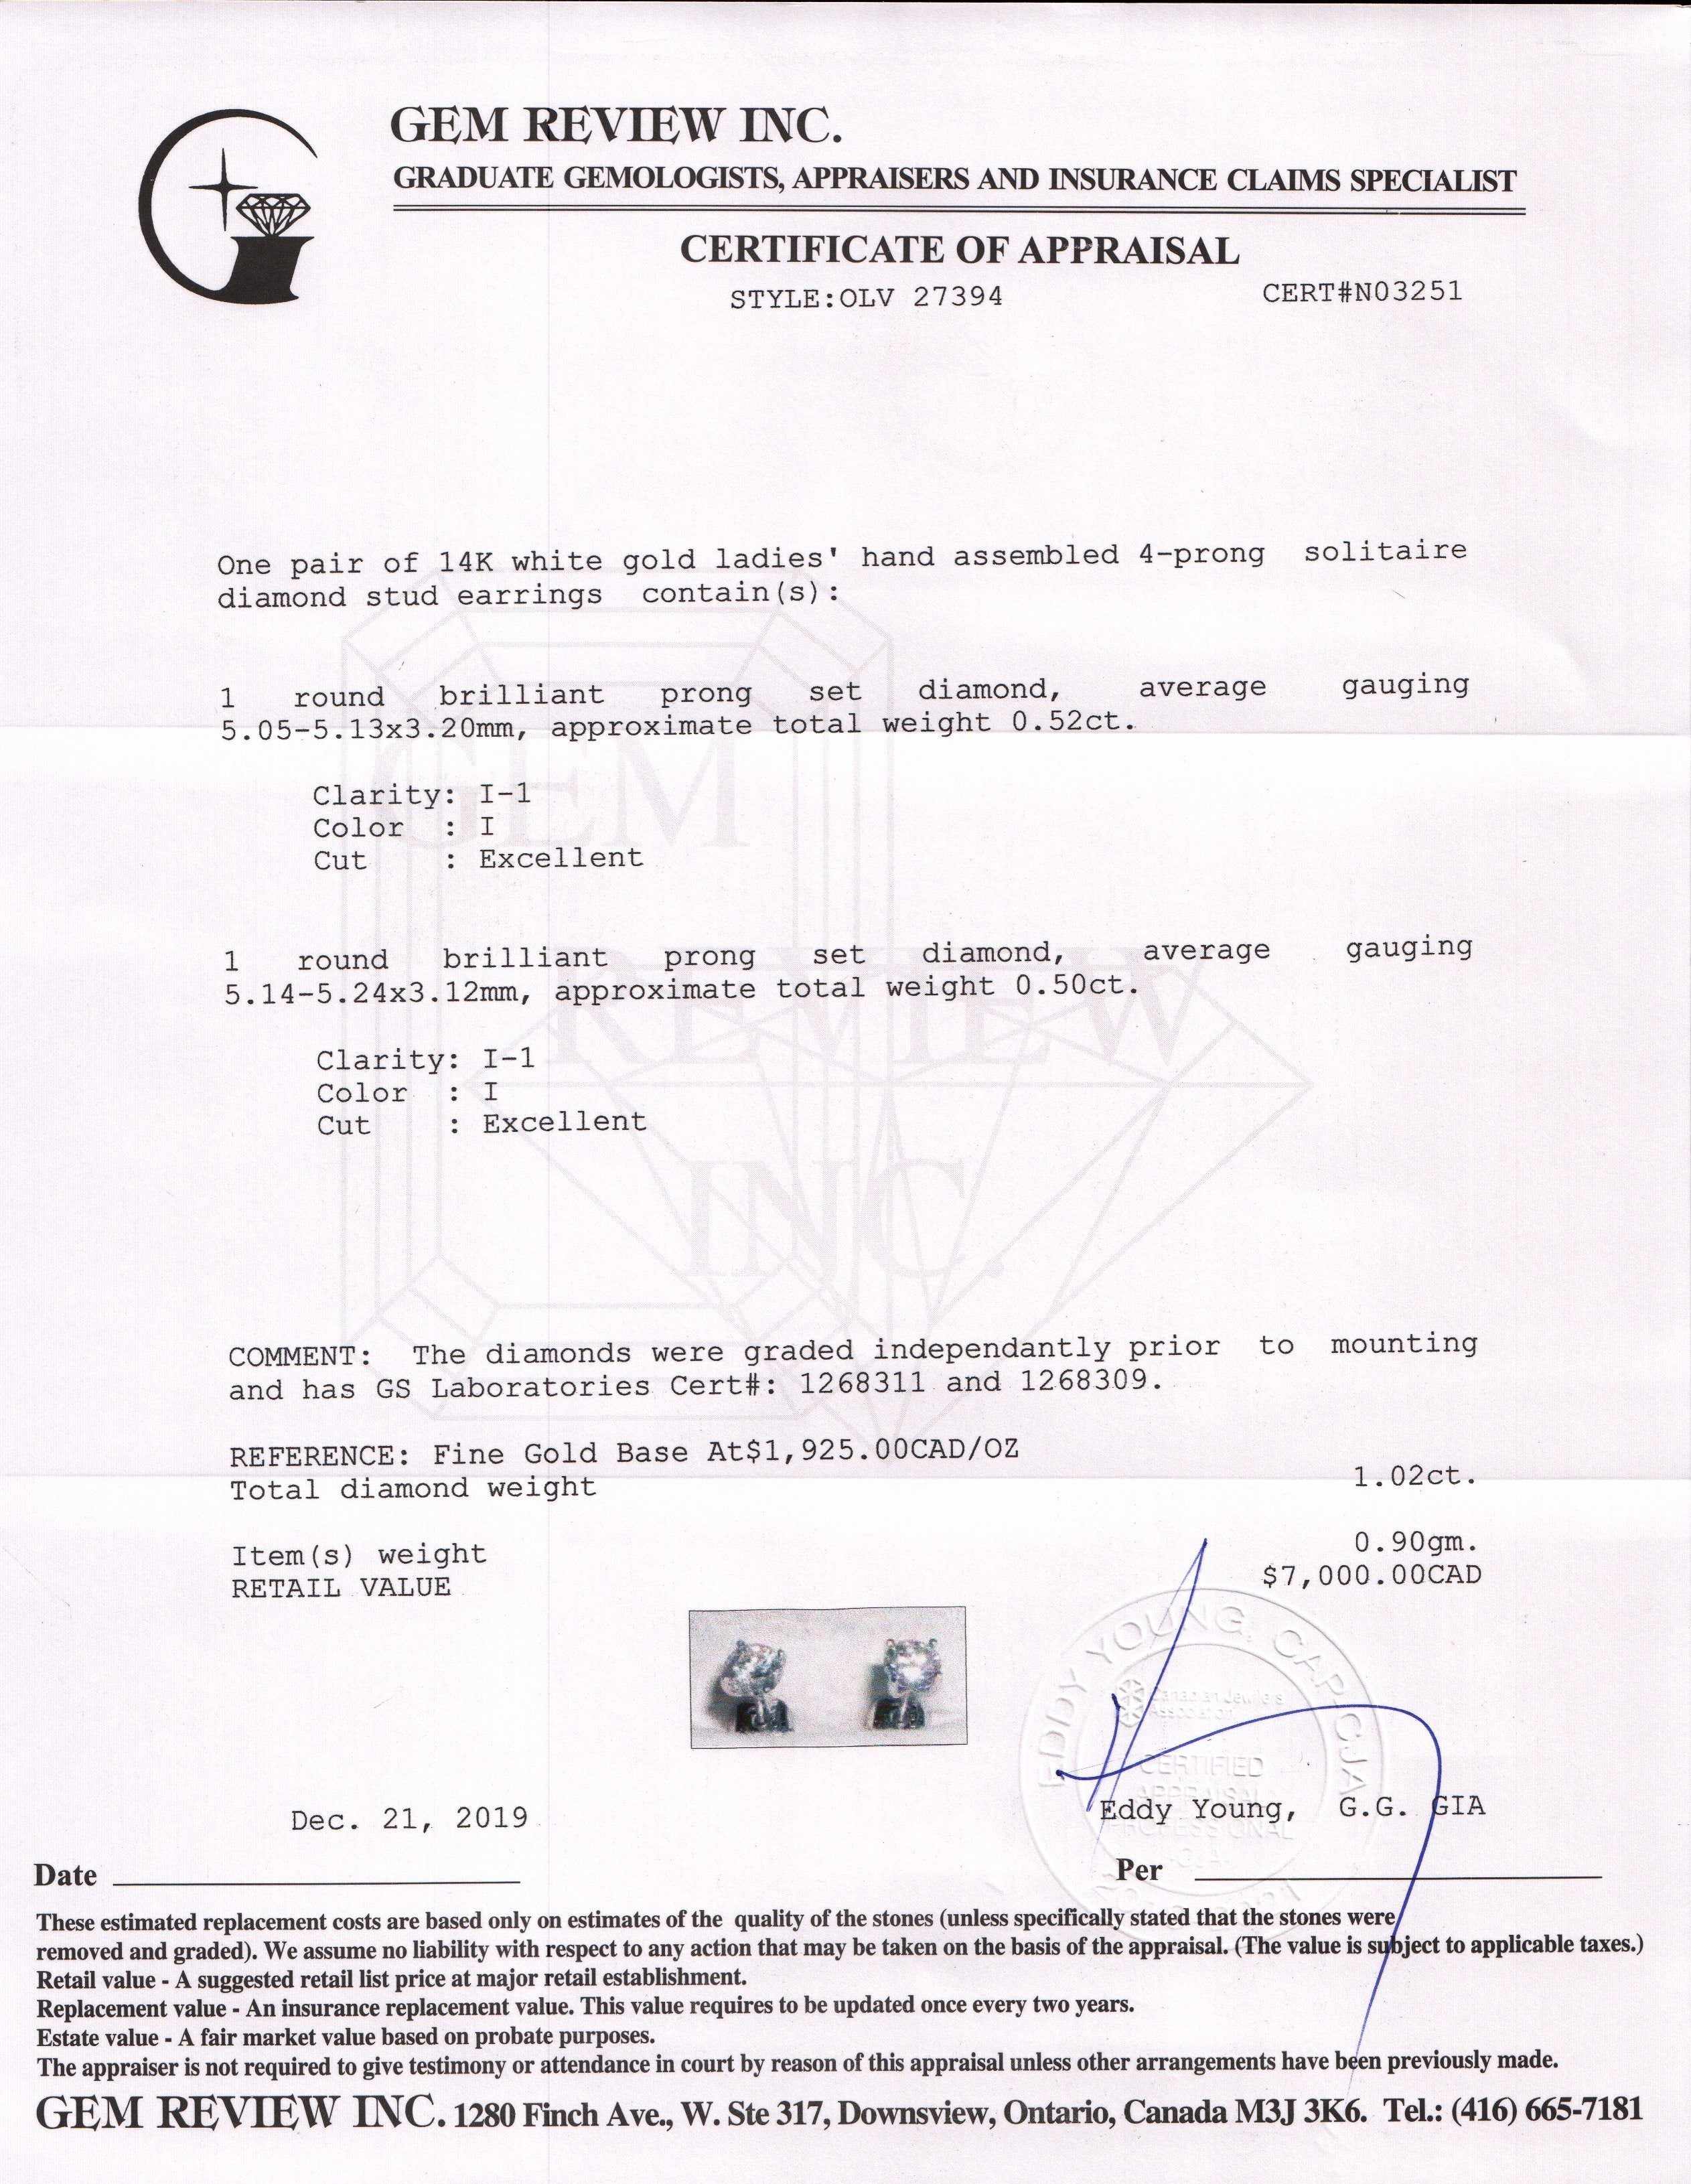 GEM REVIEW INC.
GRADUATE GEMOLOGISTS, APPRAISERS AND INSURANCE CLAIMS SPECIALIST
CERTIFICATE OF APPRAISAL
STYLE:OLV 27394 CERT#N03251
One pair of 14K white gold ladies' hand assembled 4-prong solitaire
diamond stud earrings contain(s):
1 round brilliant prong set diamond, average gauging
5.05-5.13x3.20mm, approximate total weight 0.52ct.
Clarity: I-1
Color : I
Cut : Excellent
1 round brilliant prong set diamond, average gauging
5.14-5.24x3.12mm, approximate total weight 0.50ct.
Clarity: I-1
Color : I
Cut : Excellent
GEM
REVIEW
INC.
COMMENT: The diamonds were graded independantly prior to mounting
and has GS Laboratories Cert#: 1268311 and 1268309.
REFERENCE: Fine Gold Base At$1,925.00CAD/OZ
Total diamond weight 1.02ct.
Item(s) weight 0.90gm.
RETAIL VALUE $7,000.00CAD
EDDY YOUNG, CAP-CJA
Canadian Jewellers
Association
CERTIFIED
APPRAISAL
PROFESSIONAL
Dec. 21, 2019 Eddy Young, G.G. GIA
Date Per
These estimated replacement costs are based only on estimates of the quality of the stones (unless specifically stated that the stones were
removed and graded). We assume no liability with respect to any action that may be taken on the basis of the appraisal. (The value is subject to applicable taxes.)
Retail value - A suggested retail list price at major retail establishment.
Replacement value - An insurance replacement value. This value requires to be updated once every two years.
Estate value - A fair market value based on probate purposes.
The appraiser is not required to give testimony or attendance in court by reason of this appraisal unless other arrangements have been previously made.
GEM REVIEW INC. 1280 Finch Ave., W. Ste 317, Downsview, Ontario, Canada M3J 3K6. Tel.: (416) 665-7181